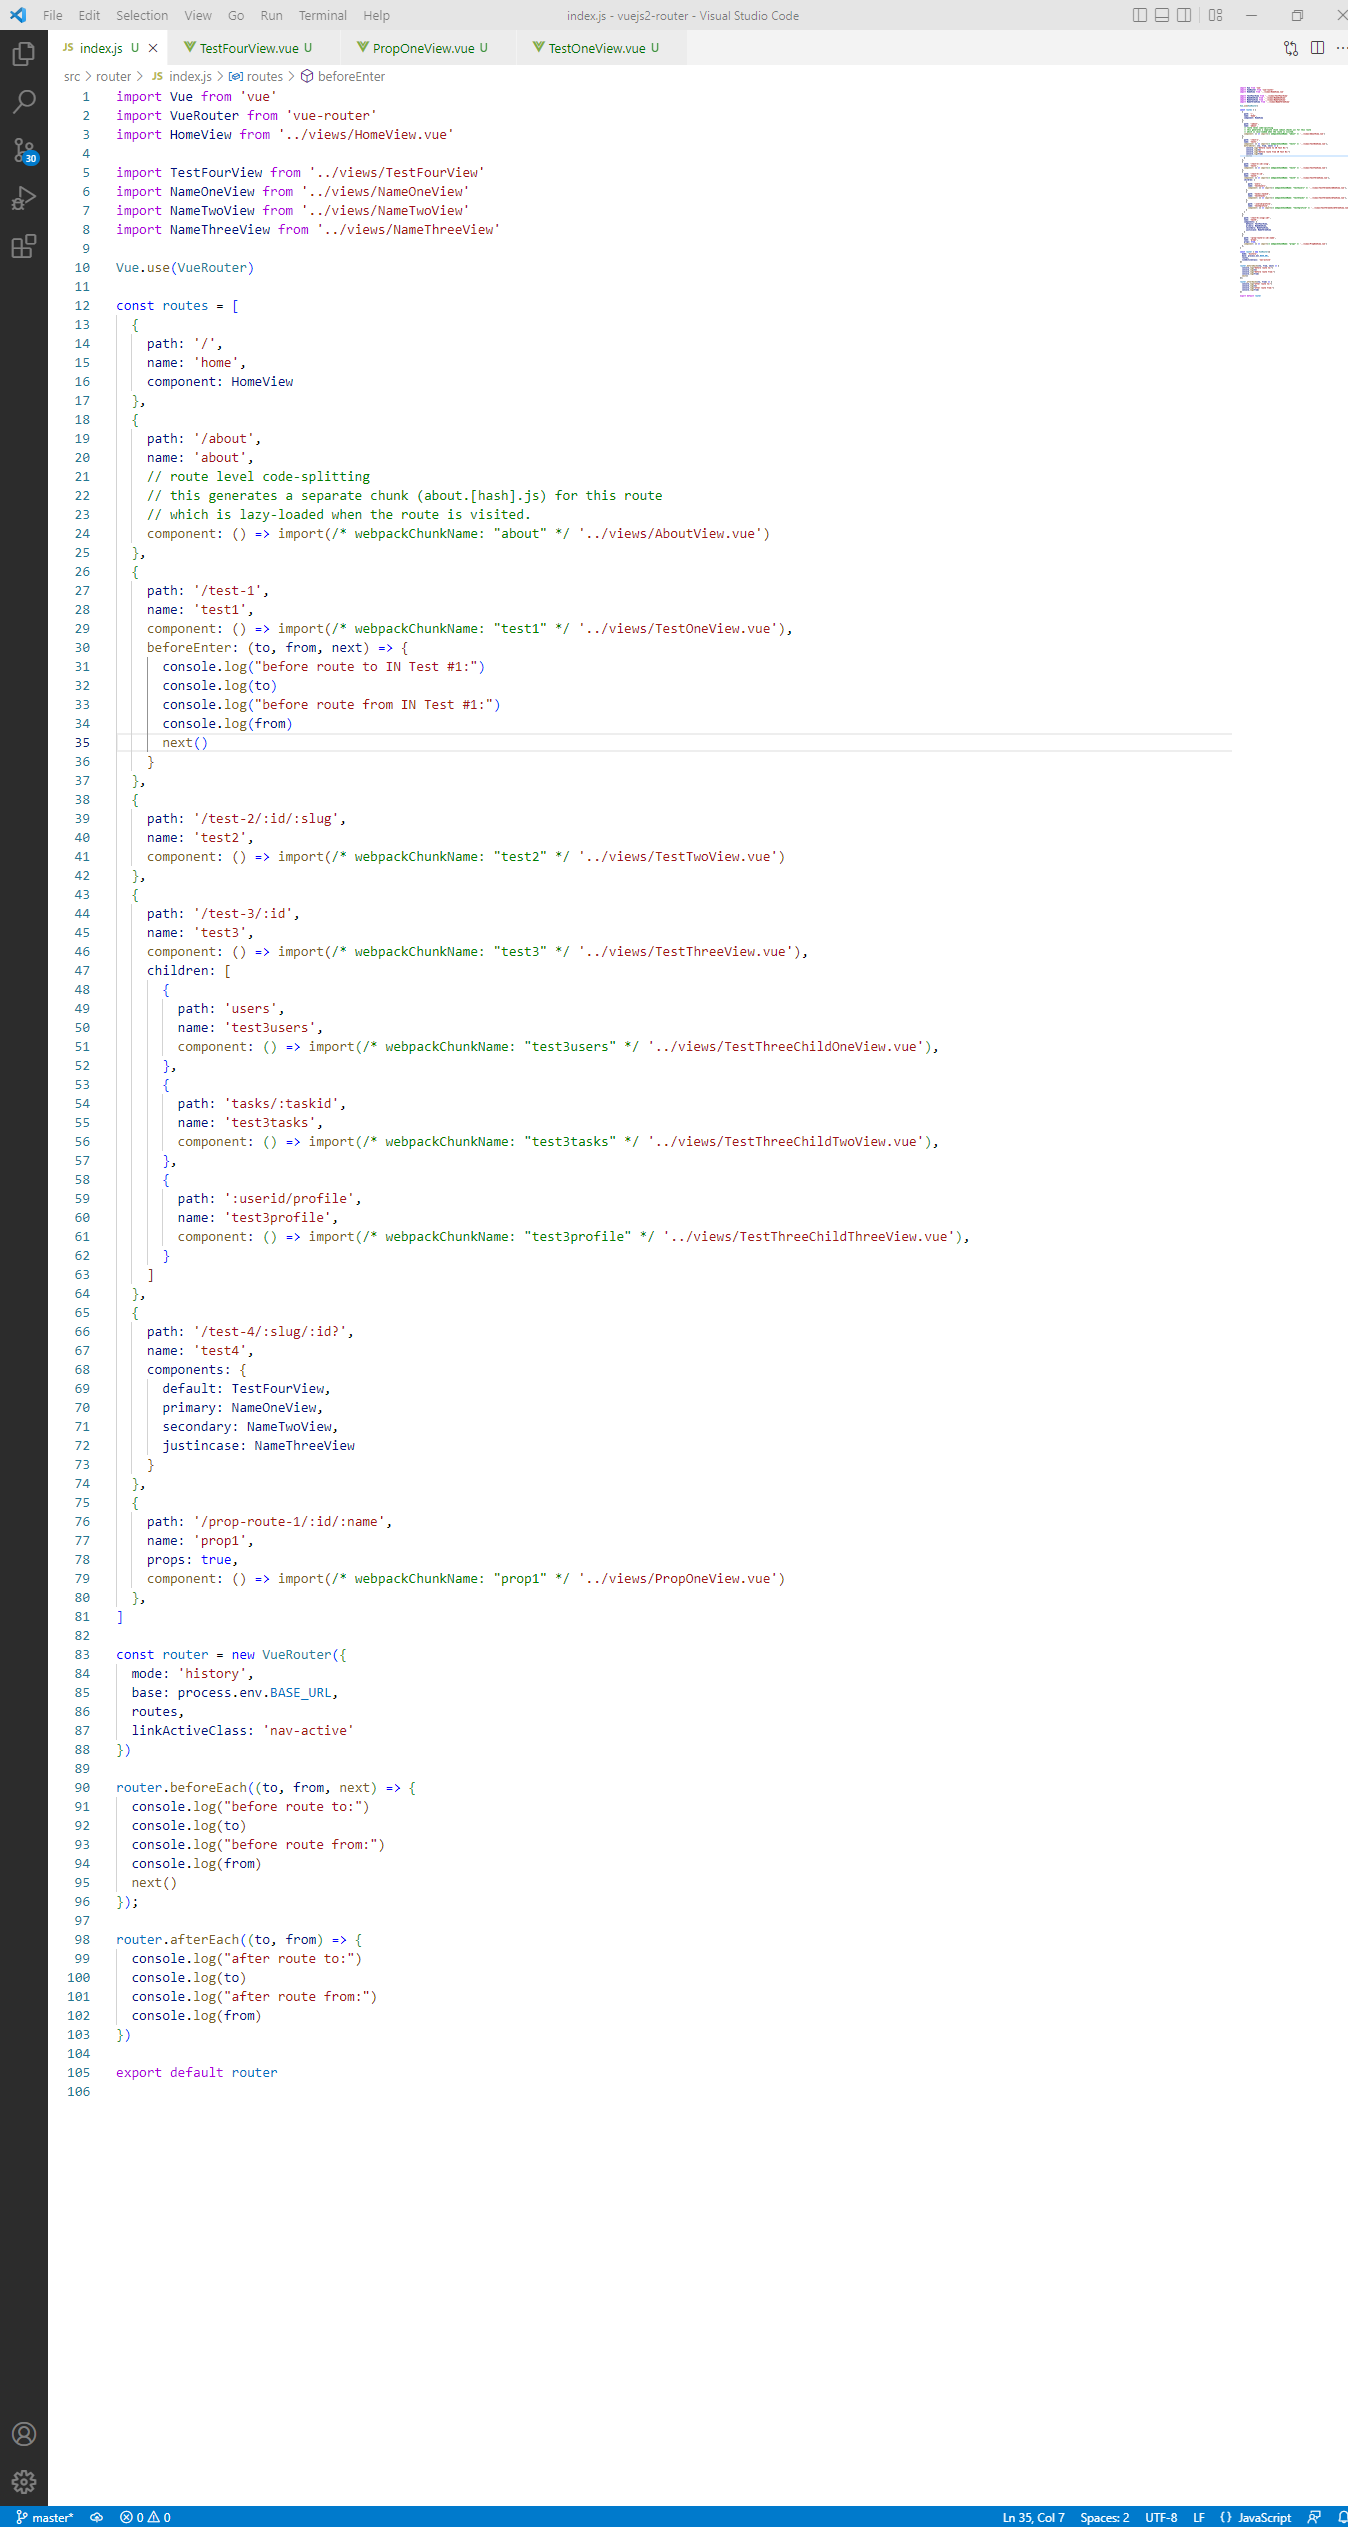 File Edit Selection View Go Run Terminal Help index.js - vuejs2-router - Visual Studio Code
JS index.js U TestFourView.vue U PropOneView.vue U TestOneView.vue U
src > router > JS index.js > routes > beforeEnter
30
1 import Vue from 'vue'
2 import VueRouter from 'vue-router'
3 import HomeView from '../views/HomeView.vue'
4
5 import TestFourView from '../views/TestFourView'
6 import NameOneView from '../views/NameOneView'
7 import NameTwoView from '../views/NameTwoView'
8 import NameThreeView from '../views/NameThreeView'
9
10 Vue.use(VueRouter)
11
12 const routes = [
13 {
14 path: '/',
15 name: 'home',
16 component: HomeView
17 },
18 {
19 path: '/about',
20 name: 'about',
21 // route level code-splitting
22 // this generates a separate chunk (about.[hash].js) for this route
23 // which is lazy-loaded when the route is visited.
24 component: () => import(/* webpackChunkName: "about" */ '../views/AboutView.vue')
25 },
26 {
27 path: '/test-1',
28 name: 'test1',
29 component: () => import(/* webpackChunkName: "test1" */ '../views/TestOneView.vue'),
30 beforeEnter: (to, from, next) => {
31 console.log("before route to IN Test #1:")
32 console.log(to)
33 console.log("before route from IN Test #1:")
34 console.log(from)
35 next()
36 }
37 },
38 {
39 path: '/test-2/:id/:slug',
40 name: 'test2',
41 component: () => import(/* webpackChunkName: "test2" */ '../views/TestTwoView.vue')
42 },
43 {
44 path: '/test-3/:id',
45 name: 'test3',
46 component: () => import(/* webpackChunkName: "test3" */ '../views/TestThreeView.vue'),
47 children: [
48 {
49 path: 'users',
50 name: 'test3users',
51 component: () => import(/* webpackChunkName: "test3users" */ '../views/TestThreeChildOneView.vue'),
52 },
53 {
54 path: 'tasks/:taskid',
55 name: 'test3tasks',
56 component: () => import(/* webpackChunkName: "test3tasks" */ '../views/TestThreeChildTwoView.vue'),
57 },
58 {
59 path: ':userid/profile',
60 name: 'test3profile',
61 component: () => import(/* webpackChunkName: "test3profile" */ '../views/TestThreeChildThreeView.vue'),
62 }
63 ]
64 },
65 {
66 path: '/test-4/:slug/:id?',
67 name: 'test4',
68 components: {
69 default: TestFourView,
70 primary: NameOneView,
71 secondary: NameTwoView,
72 justincase: NameThreeView
73 }
74 },
75 {
76 path: '/prop-route-1/:id/:name',
77 name: 'prop1',
78 props: true,
79 component: () => import(/* webpackChunkName: "prop1" */ '../views/PropOneView.vue')
80 },
81 ]
82
83 const router = new VueRouter({
84 mode: 'history',
85 base: process.env.BASE_URL,
86 routes,
87 linkActiveClass: 'nav-active'
88 })
89
90 router.beforeEach((to, from, next) => {
91 console.log("before route to:")
92 console.log(to)
93 console.log("before route from:")
94 console.log(from)
95 next()
96 });
97
98 router.afterEach((to, from) => {
99 console.log("after route to:")
100 console.log(to)
101 console.log("after route from:")
102 console.log(from)
103 })
104
105 export default router
106
master* 0 0 Ln 35, Col 7 Spaces: 2 UTF-8 LF {} JavaScript